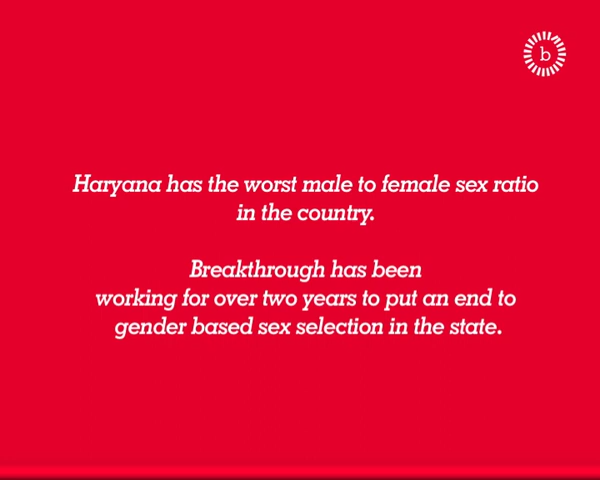 b
Haryana has the worst male to female sex ratio
in the country.
Breakthrough has been
working for over two years to put an end to
gender based sex selection in the state.